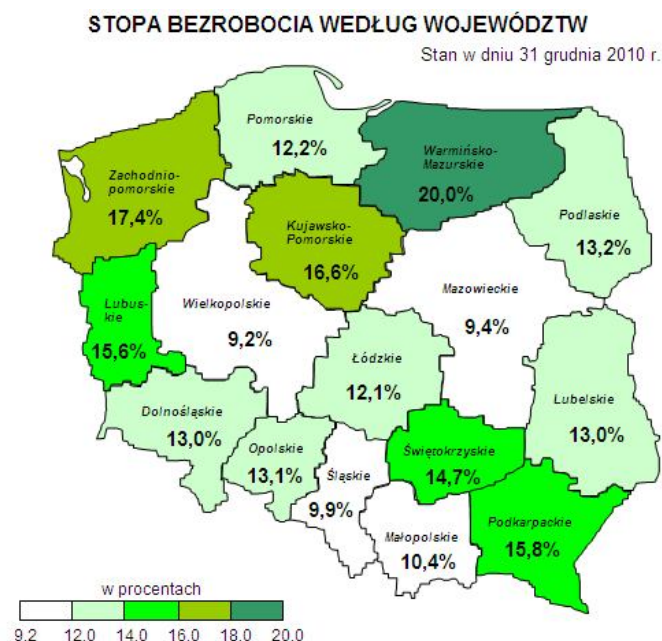 STOPA BEZROBOCIA WEDŁUG WOJEWÓDZTW
Stan w dniu 31 grudnia 2010 r.
Pomorskie
12,2%
Warmińsko-
Mazurskie
20,0%
Zachodnio-
pomorskie
17,4%
Podlaskie
13,2%
Kujawsko-
Pomorskie
16,6%
Mazowieckie
9,4%
Lubus-
kie
15,6%
Wielkopolskie
9,2%
Łódzkie
12,1%
Lubelskie
13,0%
Dolnośląskie
13,0%
Opolskie
13,1%
Śląskie
9,9%
Świętokrzyskie
14,7%
Podkarpackie
15,8%
Małopolskie
10,4%
w procentach
9.2 12.0 14.0 16.0 18.0 20.0